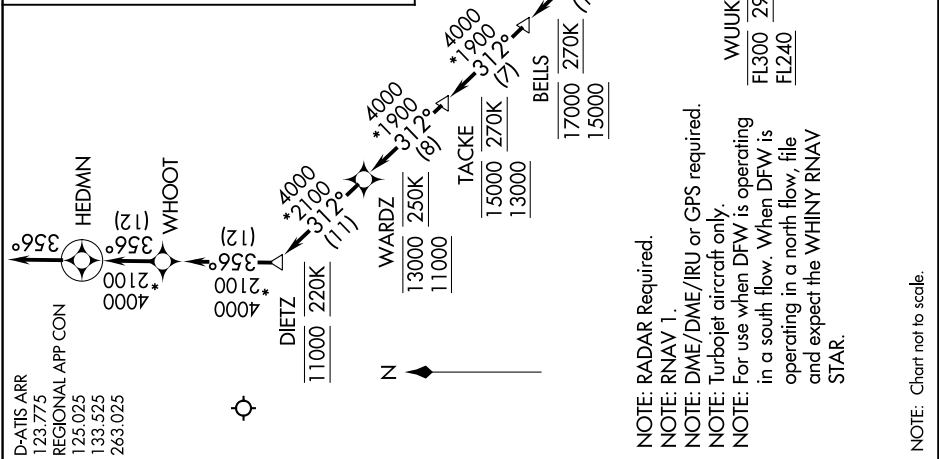 D-ATIS ARR
123.775
REGIONAL APP CON
125.025
133.525
263.025
356°
HEDMN
356°
(12)
4000
*2100
WHOOT
356°
(12)
4000
*2100
DIETZ
11000 220K
4000
*2100
312°
(11)
WARDZ
13000 250K
11000
4000
*1900
312°
(8)
TACKE
15000 270K
13000
4000
*1900
312°
(7)
BELLS
17000 270K
15000
WUUK
FL300 29
FL240
N
NOTE: RADAR Required.
NOTE: RNAV 1.
NOTE: DME/DME/IRU or GPS required.
NOTE: Turbojet aircraft only.
NOTE: For use when DFW is operating
in a south flow. When DFW is
operating in a north flow, file
and expect the WHINY RNAV
STAR.
NOTE: Chart not to scale.